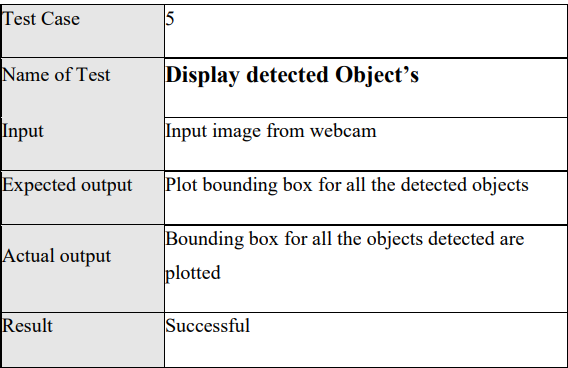 Test Case 5
Name of Test Display detected Object’s
Input Input image from webcam
Expected output Plot bounding box for all the detected objects
Actual output Bounding box for all the objects detected are
plotted
Result Successful